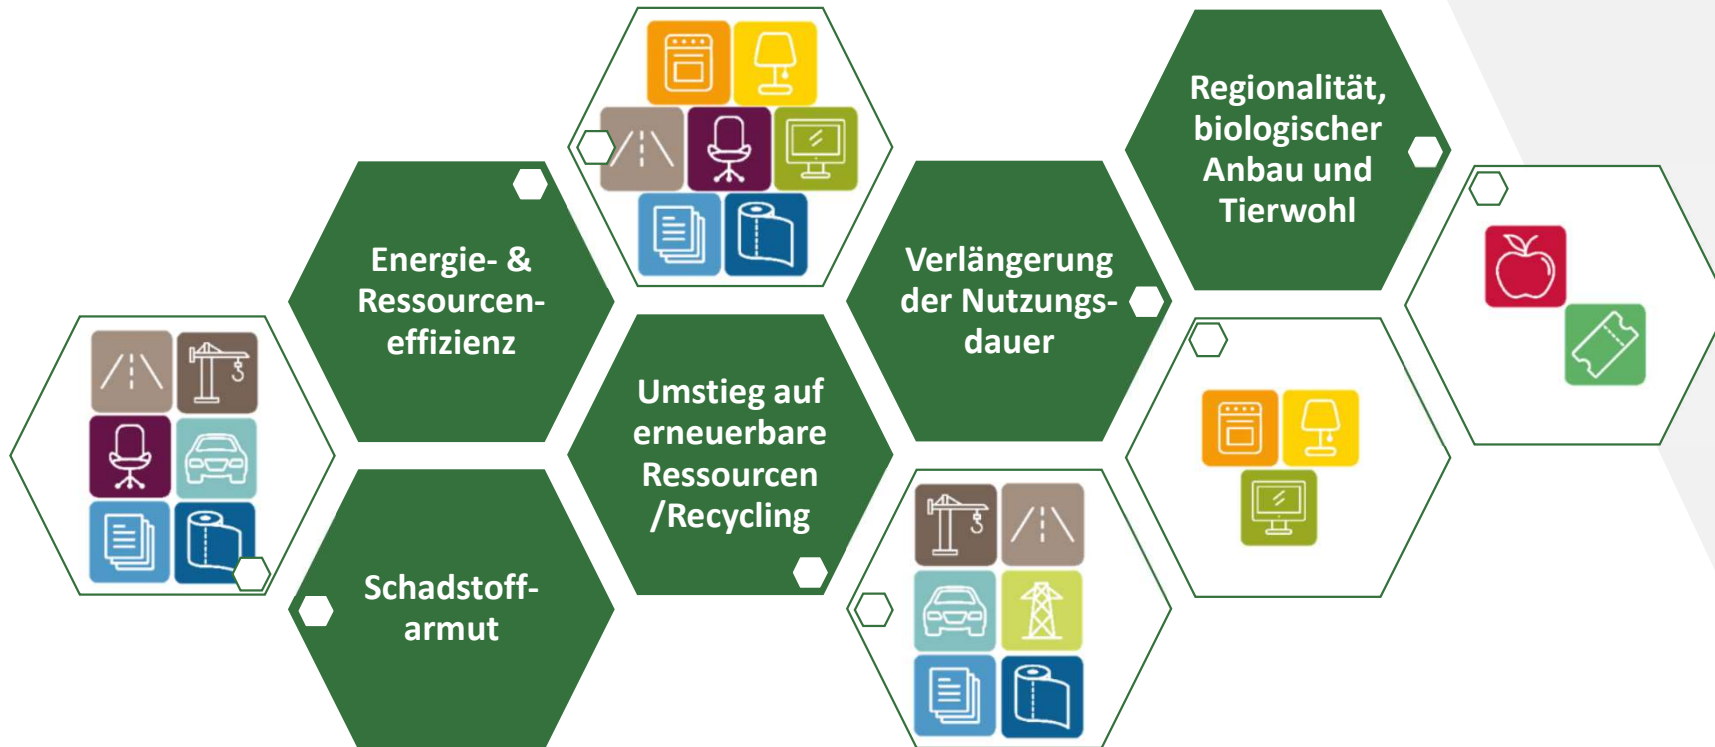 Energie- &
Ressourcen-
effizienz
Schadstoff-
armut
Umstieg auf
erneuerbare
Ressourcen
/Recycling
Verlängerung
der Nutzungs-
dauer
Regionalität,
biologischer
Anbau und
Tierwohl